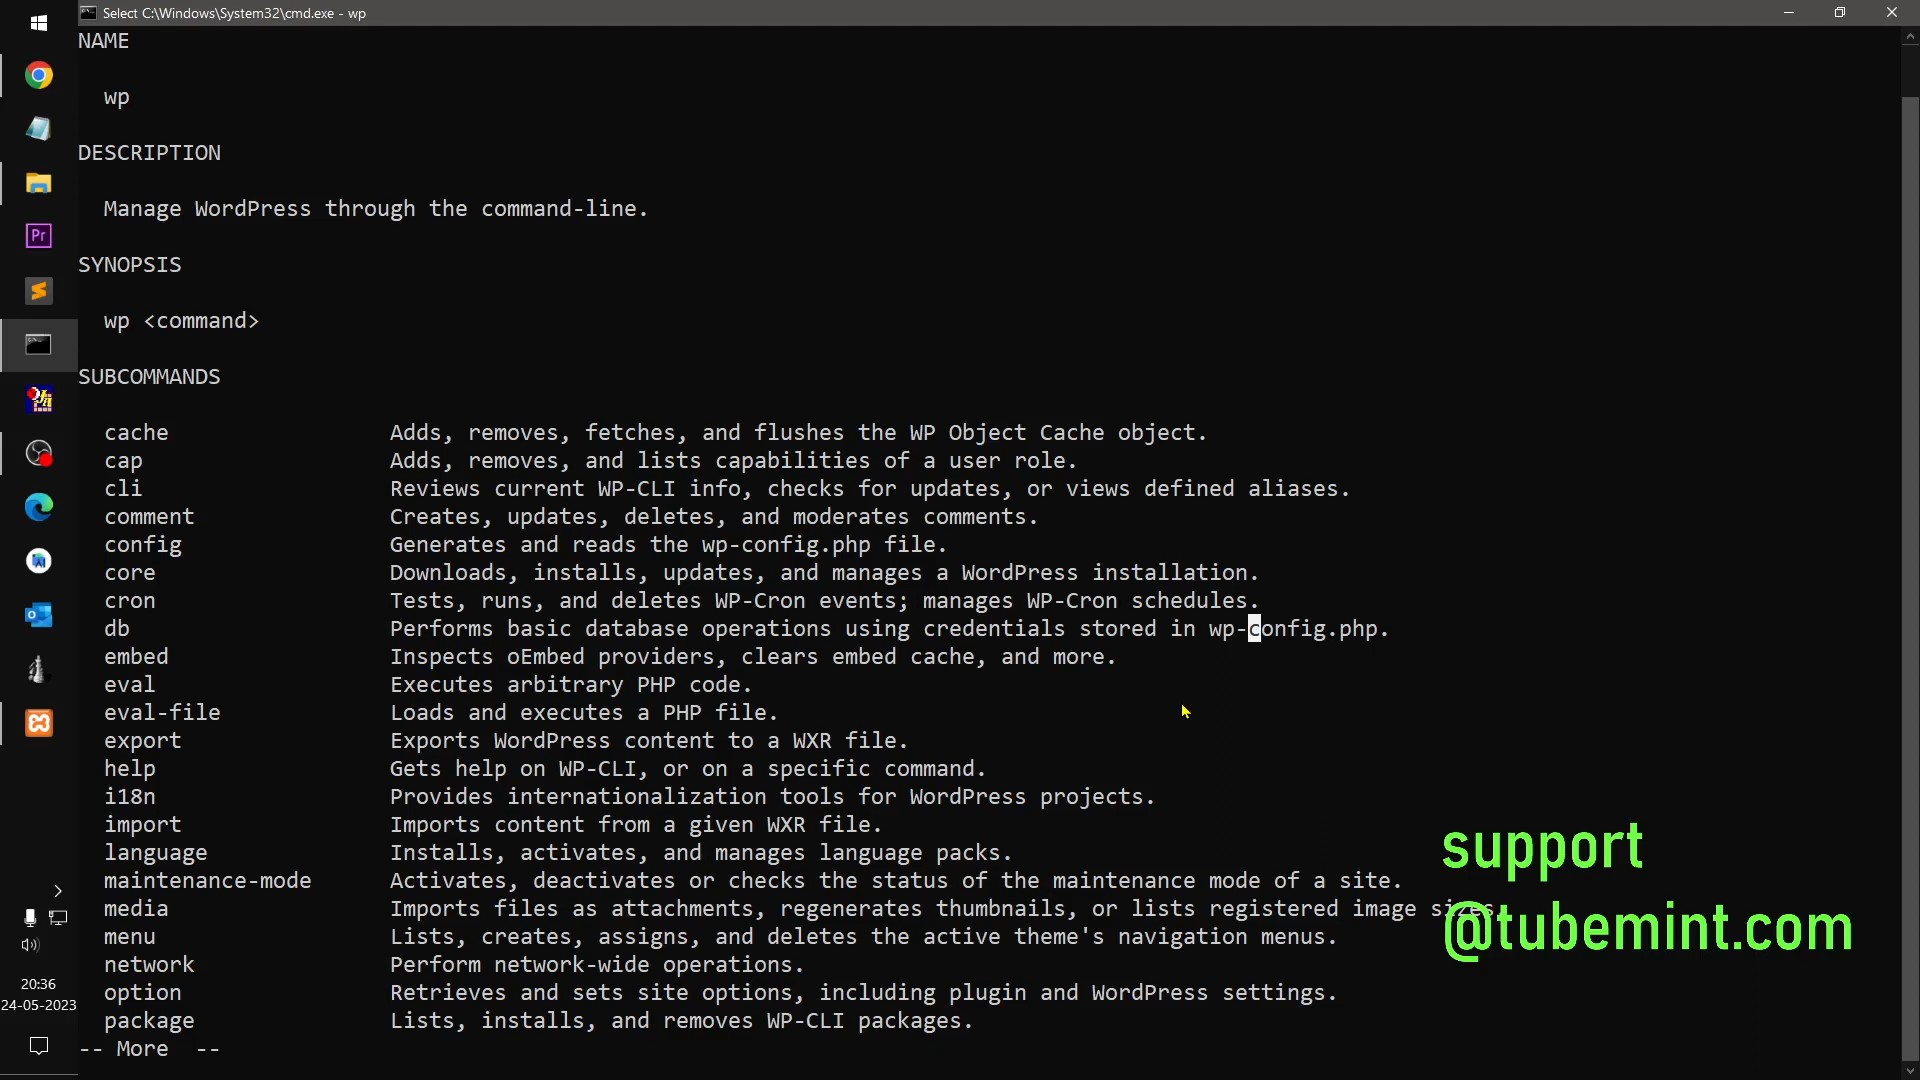 Select C:\Windows\System32\cmd.exe - wp
NAME
wp
DESCRIPTION
Manage WordPress through the command-line.
SYNOPSIS
wp <command>
SUBCOMMANDS
cache Adds, removes, fetches, and flushes the WP Object Cache object.
cap Adds, removes, and lists capabilities of a user role.
cli Reviews current WP-CLI info, checks for updates, or views defined aliases.
comment Creates, updates, deletes, and moderates comments.
config Generates and reads the wp-config.php file.
core Downloads, installs, updates, and manages a WordPress installation.
cron Tests, runs, and deletes WP-Cron events; manages WP-Cron schedules.
db Performs basic database operations using credentials stored in wp-config.php.
embed Inspects oEmbed providers, clears embed cache, and more.
eval Executes arbitrary PHP code.
eval-file Loads and executes a PHP file.
export Exports WordPress content to a WXR file.
help Gets help on WP-CLI, or on a specific command.
i18n Provides internationalization tools for WordPress projects.
import Imports content from a given WXR file.
language Installs, activates, and manages language packs.
maintenance-mode Activates, deactivates or checks the status of the maintenance mode of a site.
media Imports files as attachments, regenerates thumbnails, or lists registered image sizes.
menu Lists, creates, assigns, and deletes the active theme's navigation menus.
network Perform network-wide operations.
option Retrieves and sets site options, including plugin and WordPress settings.
package Lists, installs, and removes WP-CLI packages.
-- More --
support
@tubemint.com
Pr
20:36
24-05-2023